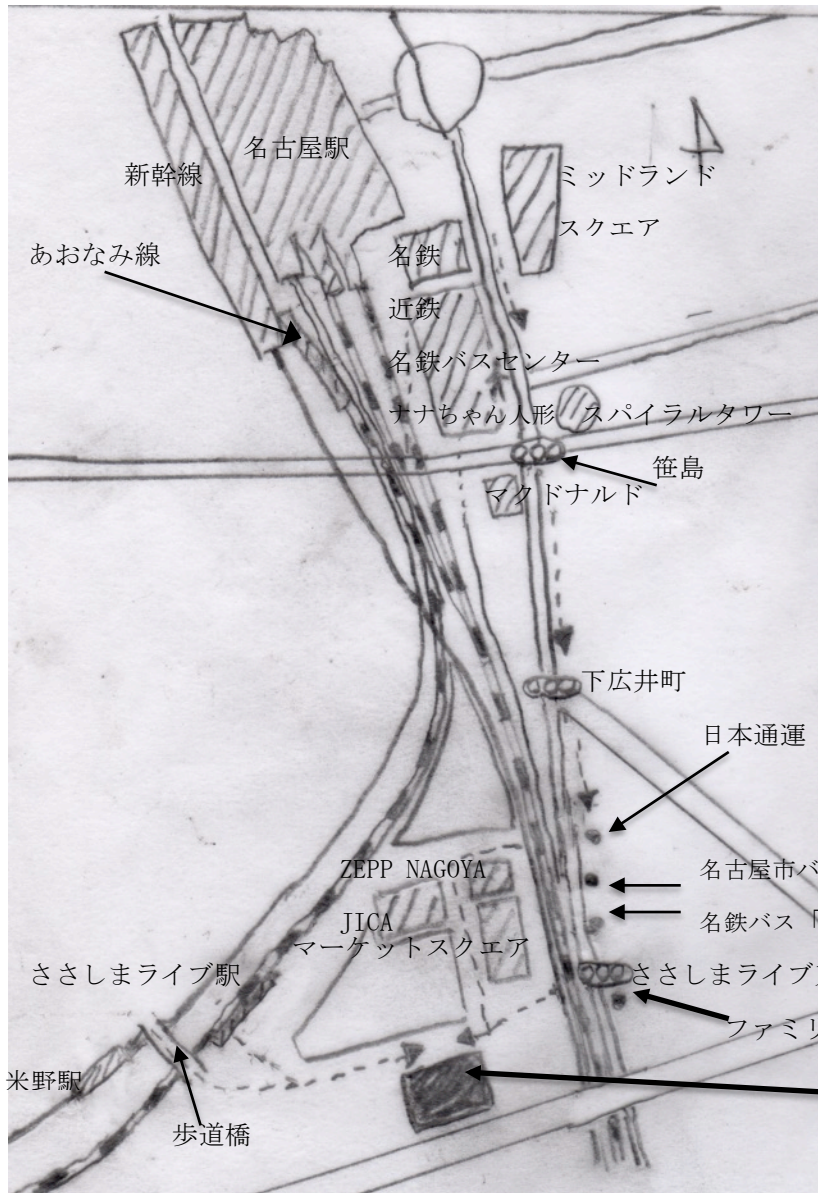 名古屋駅
新幹線
ミッドランド
スクエア
あおなみ線
名鉄
近鉄
名鉄バスセンター
ナナちゃん人形
スパイラルタワー
笹島
マクドナルド
下広井町
日本通運
ZEPP NAGOYA
名古屋市バ
JICA
名鉄バス「
マーケットスクエア
ささしまライブ駅
ささしまライブ
ファミリ
米野駅
歩道橋